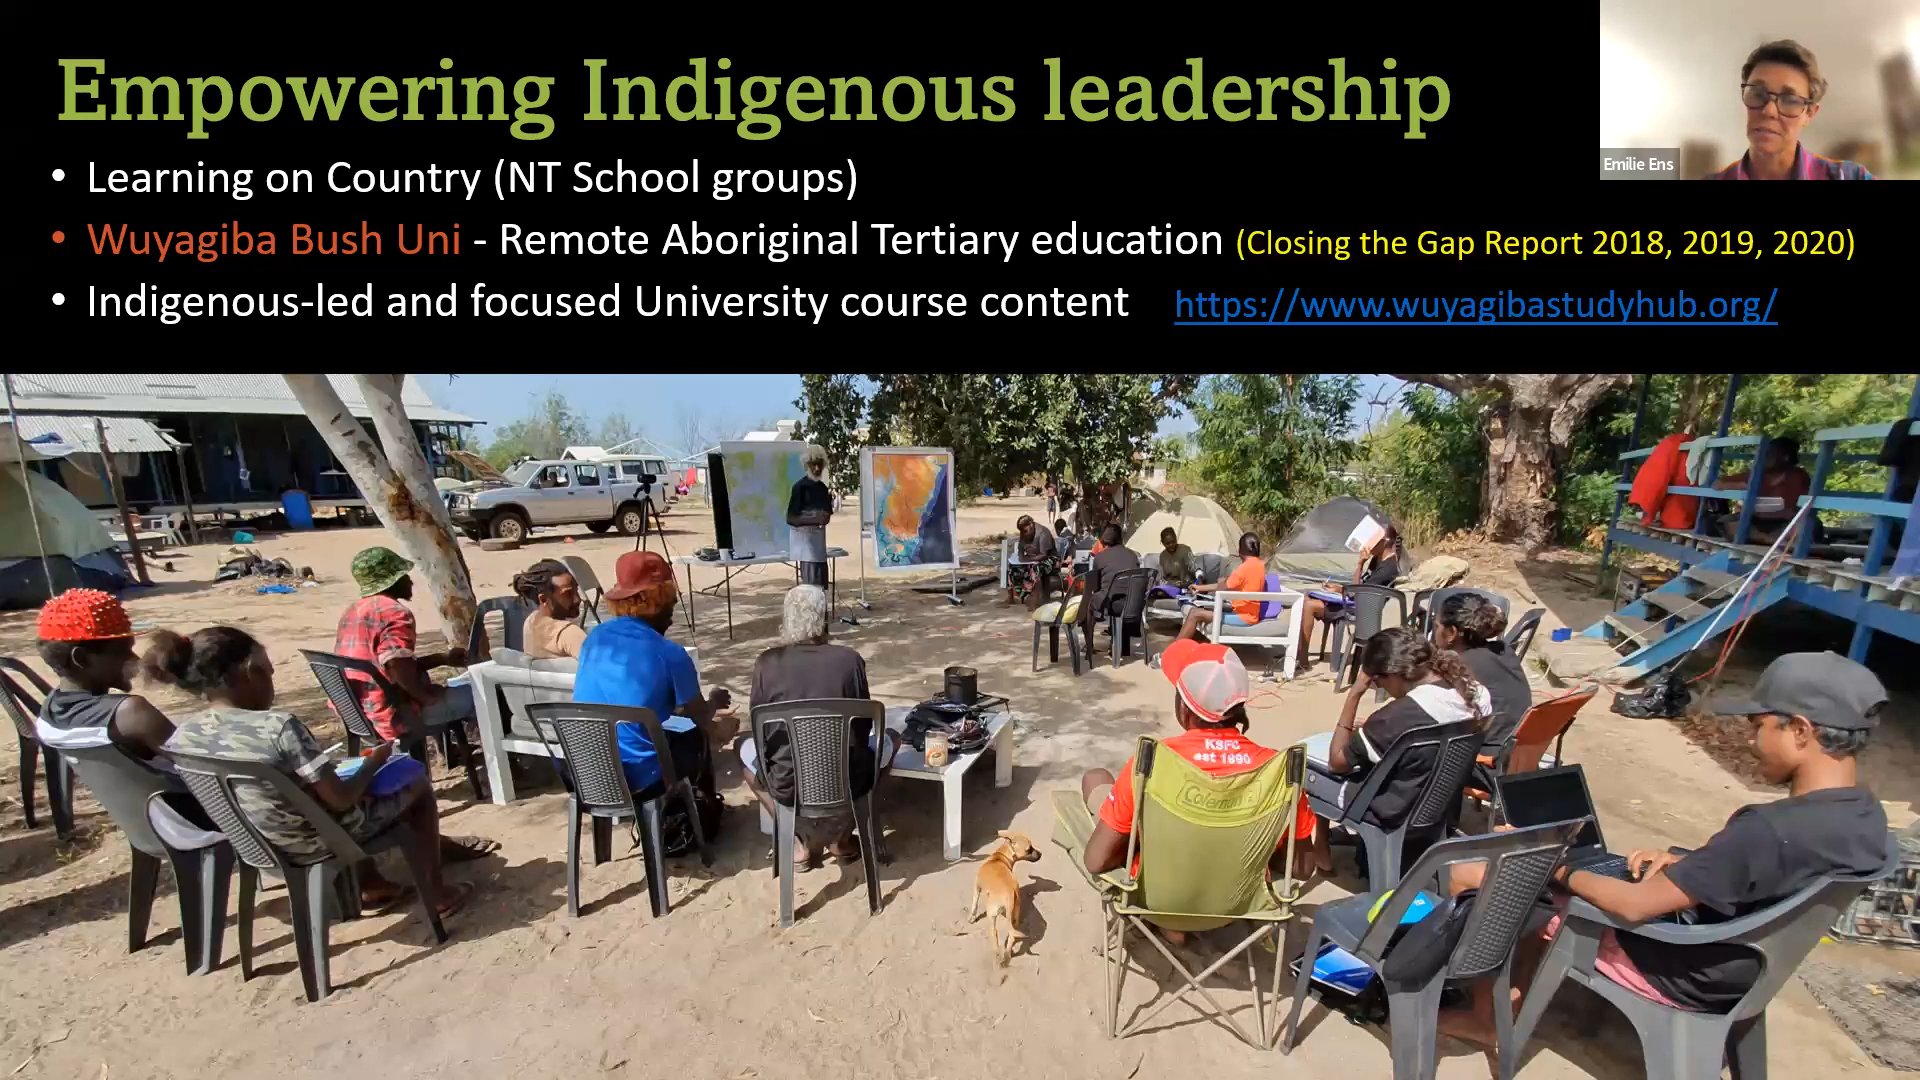 Empowering Indigenous leadership
Emilie Ens
• Learning on Country (NT School groups)
• Wuyagiba Bush Uni - Remote Aboriginal Tertiary education (Closing the Gap Report 2018, 2019, 2020)
• Indigenous-led and focused University course content https://www.wuyagibastudyhub.org/
KSFC
est 1890
Coleman